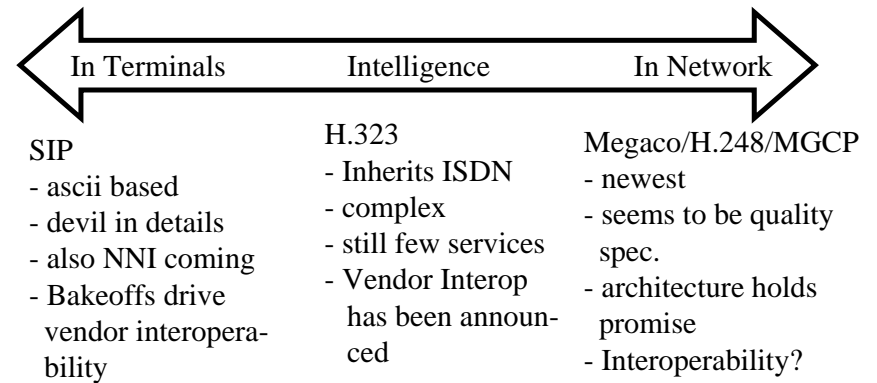 In Terminals Intelligence In Network
SIP
- ascii based
- devil in details
- also NNI coming
- Bakeoffs drive
vendor interopera-
bility
H.323
- Inherits ISDN
- complex
- still few services
- Vendor Interop
has been announ-
ced
Megaco/H.248/MGCP
- newest
- seems to be quality
spec.
- architecture holds
promise
- Interoperability?